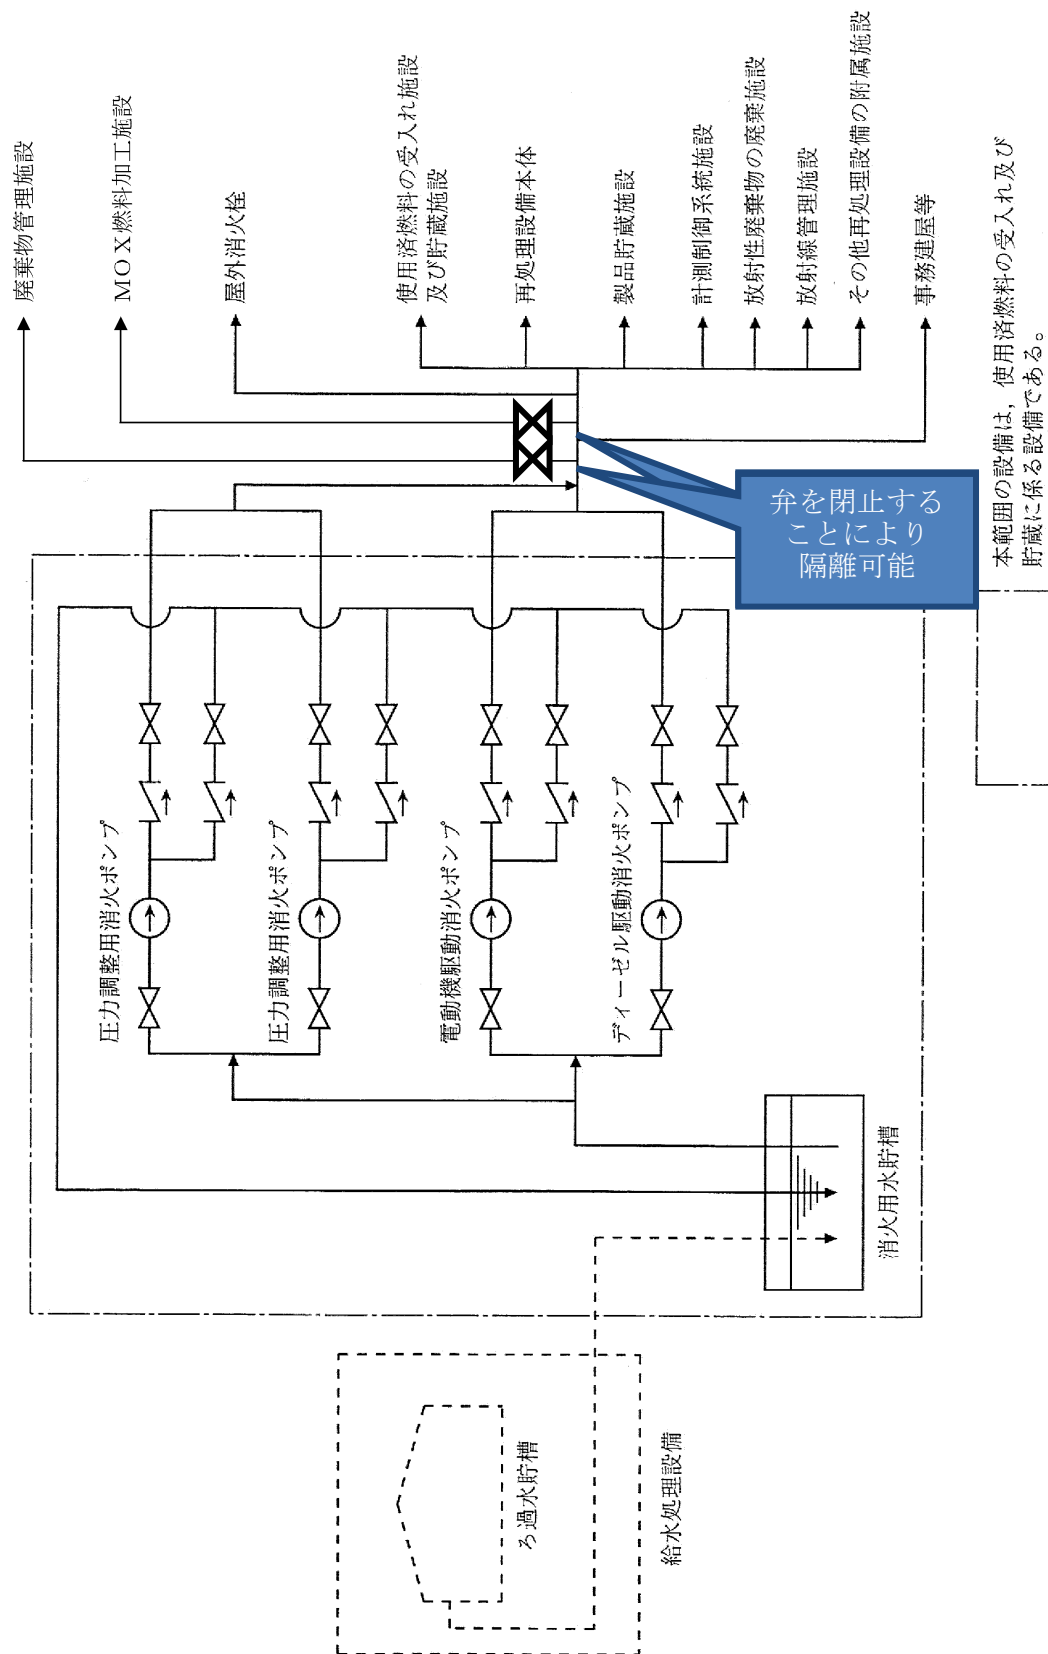 廃棄物管理施設
MOX燃料加工施設
屋外消火栓
使用済燃料の受入れ施設
及び貯蔵施設
再処理設備本体
製品貯蔵施設
計測制御系統施設
放射性廃棄物の廃棄施設
放射線管理施設
その他再処理設備の附属施設
事務建屋等
弁を閉止する
ことにより
隔離可能
本範囲の設備は，使用済燃料の受入れ及び
貯蔵に係る設備である。
圧力調整用消火ポンプ
圧力調整用消火ポンプ
電動機駆動消火ポンプ
ディーゼル駆動消火ポンプ
消火用水貯槽
ろ過水貯槽
給水処理設備